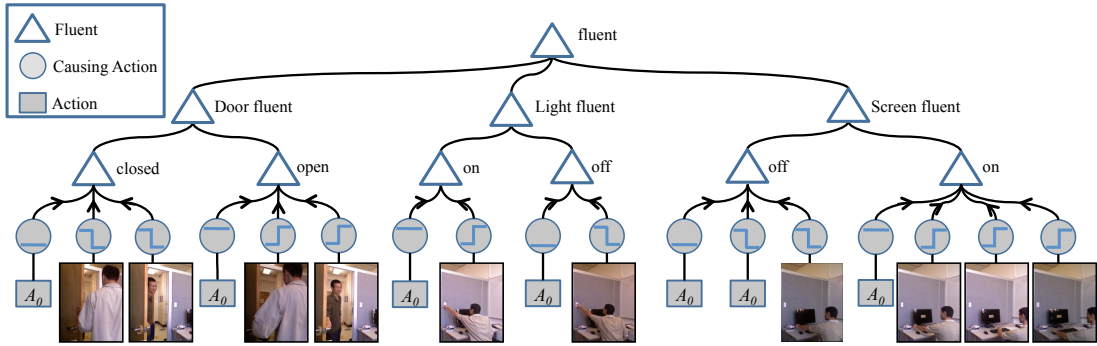 Fluent
Causing Action
Action
fluent
Door fluent
Light fluent
Screen fluent
closed
open
on
off
off
on
A0
A0
A0
A0
A0
A0
A0